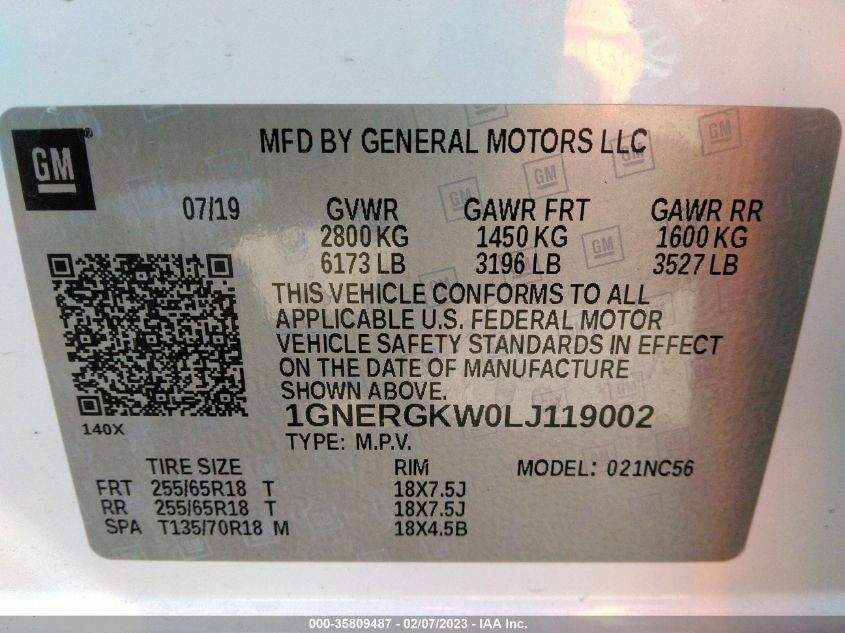 MFD BY GENERAL MOTORS LLC
GM®
07/19 GVWR GAWR FRT GAWR RR
2800 KG 1450 KG 1600 KG
6173 LB 3196 LB 3527 LB
THIS VEHICLE CONFORMS TO ALL
APPLICABLE U.S. FEDERAL MOTOR
VEHICLE SAFETY STANDARDS IN EFFECT
ON THE DATE OF MANUFACTURE
SHOWN ABOVE.
140X
1GNERGKW0LJ119002
TYPE: M.P.V.
TIRE SIZE RIM MODEL: 021NC56
FRT 255/65R18 T 18X7.5J
RR 255/65R18 T 18X7.5J
SPA T135/70R18 M 18X4.5B
000-35809487 - 02/07/2023 - IAA Inc.